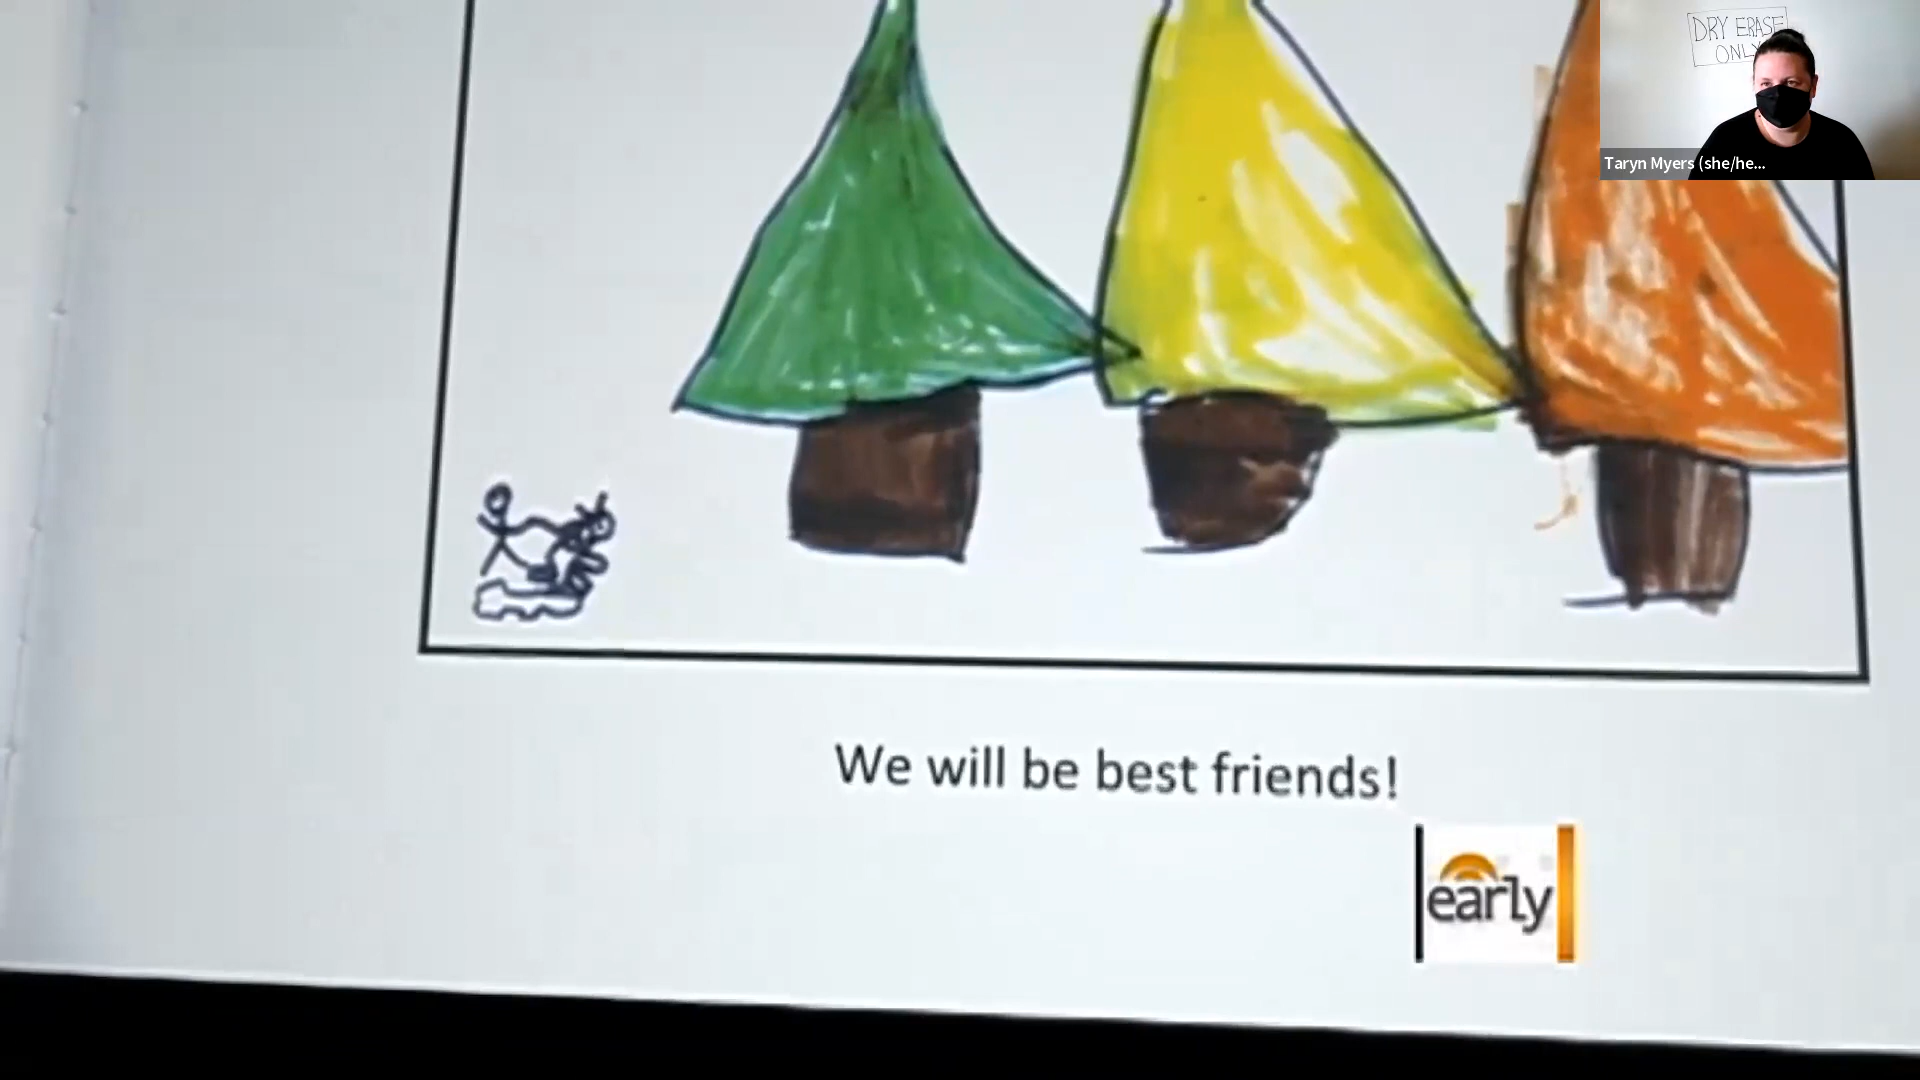 DRY ERASE
ONLY
Taryn Myers (she/he...
We will be best friends!
early